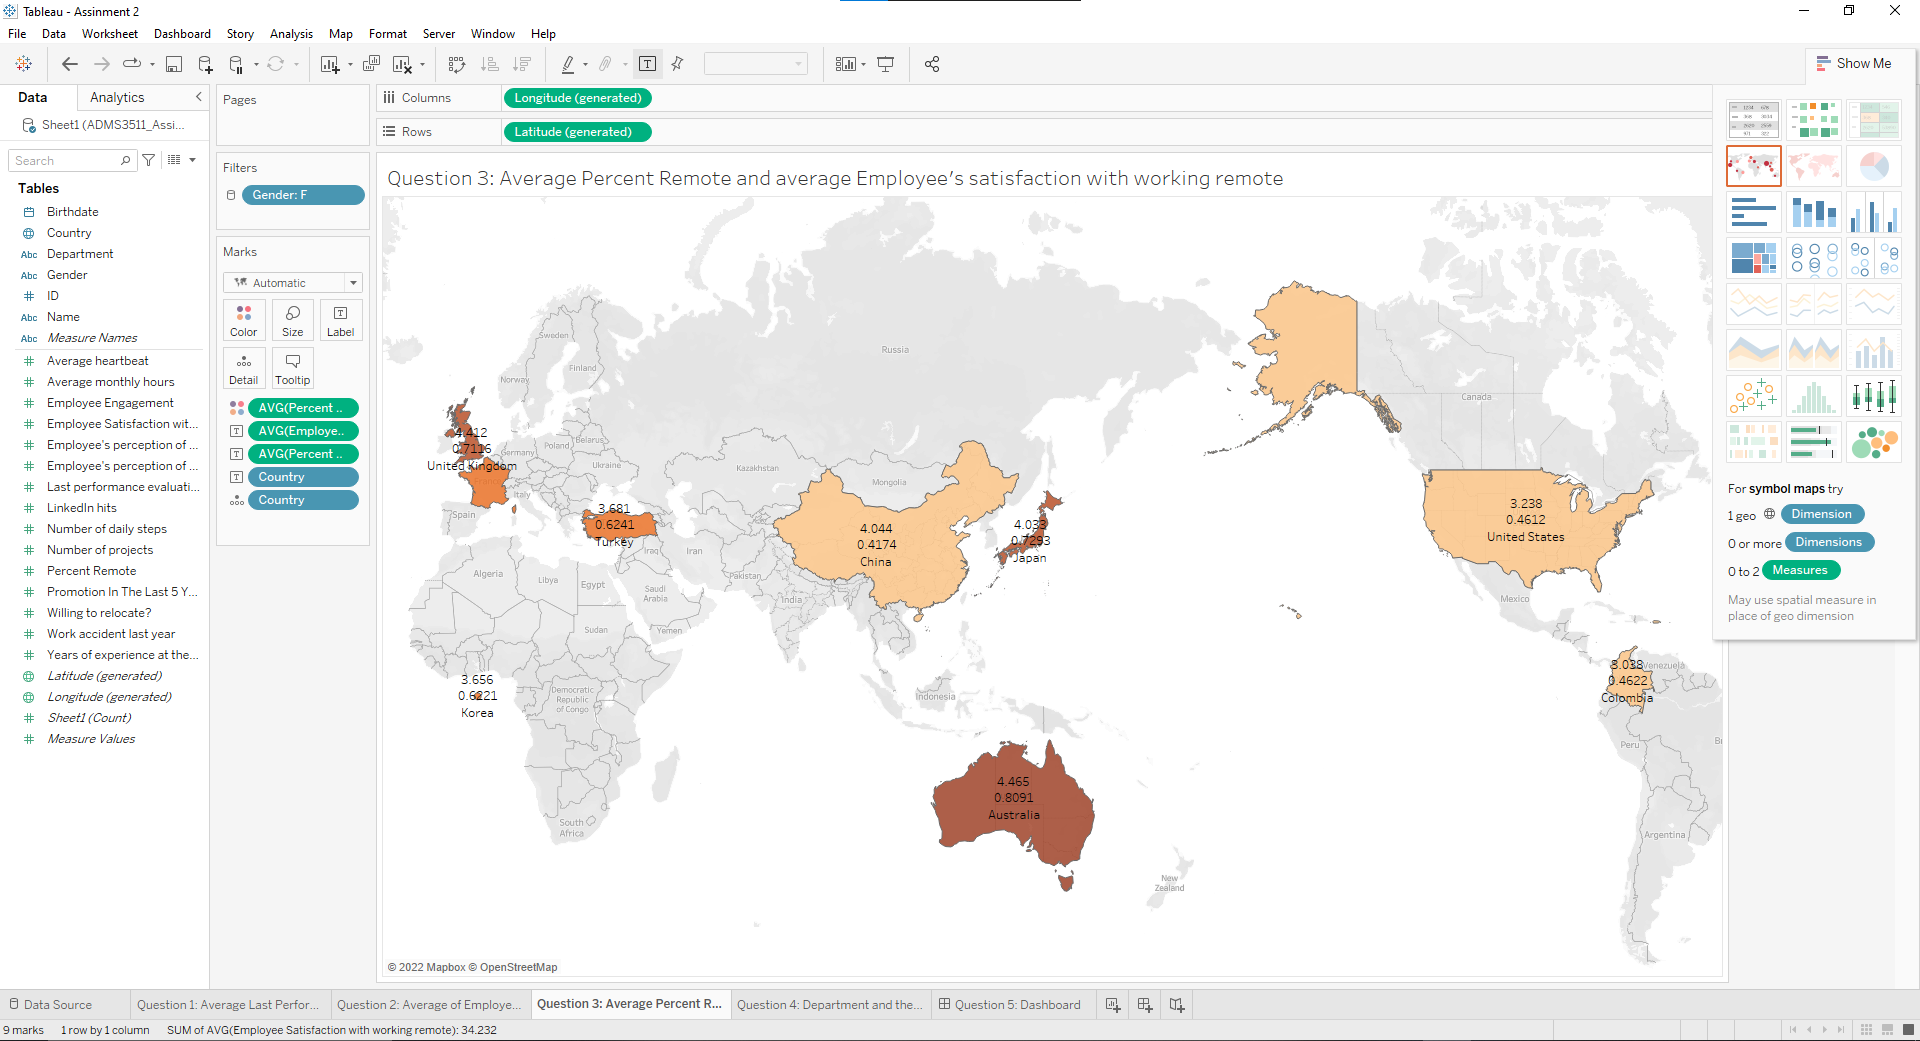 Tableau - Assinment 2
File Data Worksheet Dashboard Story Analysis Map Format Server Window Help
Show Me
Data Analytics
Pages
Columns Longitude (generated)
Sheet1 (ADMS3511_Assi...
Rows Latitude (generated)
Search
Filters
Gender: F
Question 3: Average Percent Remote and average Employee's satisfaction with working remote
Tables
Birthdate
Country
Department
Gender
ID
Name
Measure Names
Average heartbeat
Average monthly hours
Employee Engagement
Employee Satisfaction wit...
Employee's perception of ...
Employee's perception of ...
Last performance evaluati...
LinkedIn hits
Number of daily steps
Number of projects
Percent Remote
Promotion In The Last 5 Y...
Willing to relocate?
Work accident last year
Years of experience at the...
Latitude (generated)
Longitude (generated)
Sheet1 (Count)
Measure Values
Marks
Automatic
Color Size Label
Detail Tooltip
AVG(Percent ..
AVG(Employe..
AVG(Percent ..
Country
Country
Sweden
Finland
Norway
Russia
Canada
4.412
0.7116
United Kingdom
Poland
Belarus
Germany
Ukraine
Italy
Spain
Kazakhstan
Mongolia
3.681
0.6241
Turkey
4.044
0.4174
China
4.033
0.7293
Japan
3.238
0.4612
United States
Iraq
Iran
Algeria
Libya
Egypt
Saudi
Arabia
Pakistan
India
Mexico
Sudan
Yemen
3.656
0.6221
Korea
Democratic
Republic
of Congo
Indonesia
3.038
0.4622
Colombia
Venezuela
Peru
Br
4.465
0.8091
Australia
South
Africa
Argentina
New
Zealand
© 2022 Mapbox © OpenStreetMap
For symbol maps try
1 geo Dimension
0 or more Dimensions
0 to 2 Measures
May use spatial measure in
place of geo dimension
Data Source Question 1: Average Last Perfor... Question 2: Average of Employe... Question 3: Average Percent R... Question 4: Department and the... Question 5: Dashboard
9 marks 1 row by 1 column SUM of AVG(Employee Satisfaction with working remote): 34.232